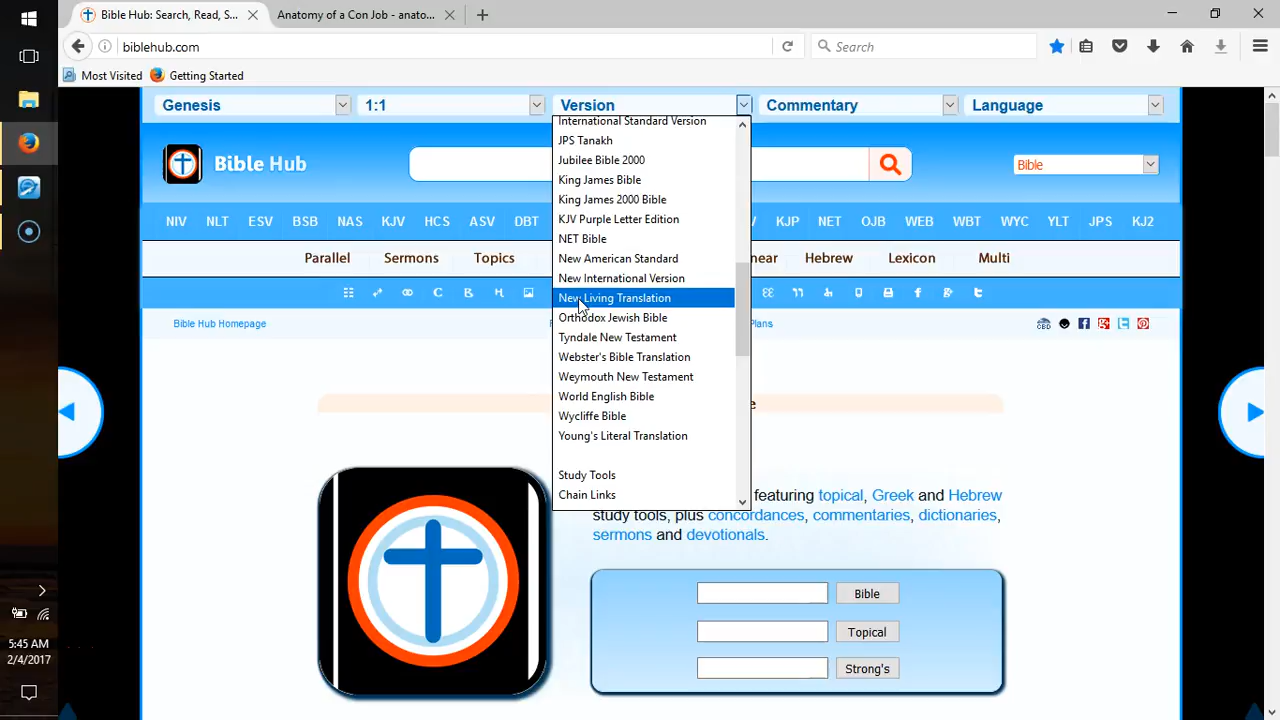 Bible Hub: Search, Read, S...
Anatomy of a Con Job - anato...
biblehub.com
Search
Most Visited
Getting Started
Genesis
1:1
Version
Commentary
Language
International Standard Version
JPS Tanakh
Jubilee Bible 2000
King James Bible
King James 2000 Bible
KJV Purple Letter Edition
NET Bible
New American Standard
New International Version
New Living Translation
Orthodox Jewish Bible
Tyndale New Testament
Webster's Bible Translation
Weymouth New Testament
World English Bible
Wycliffe Bible
Young's Literal Translation
Study Tools
Chain Links
Bible Hub
Bible
NIV NLT ESV BSB NAS KJV HCS ASV DBT
KJP NET OJB WEB WBT WYC YLT JPS KJ2
Parallel Sermons Topics
Hebrew Lexicon Multi
Bible Hub Homepage
Plans
featuring topical, Greek and Hebrew
study tools, plus concordances, commentaries, dictionaries,
sermons and devotionals.
Bible
Topical
Strong's
5:45 AM
2/4/2017